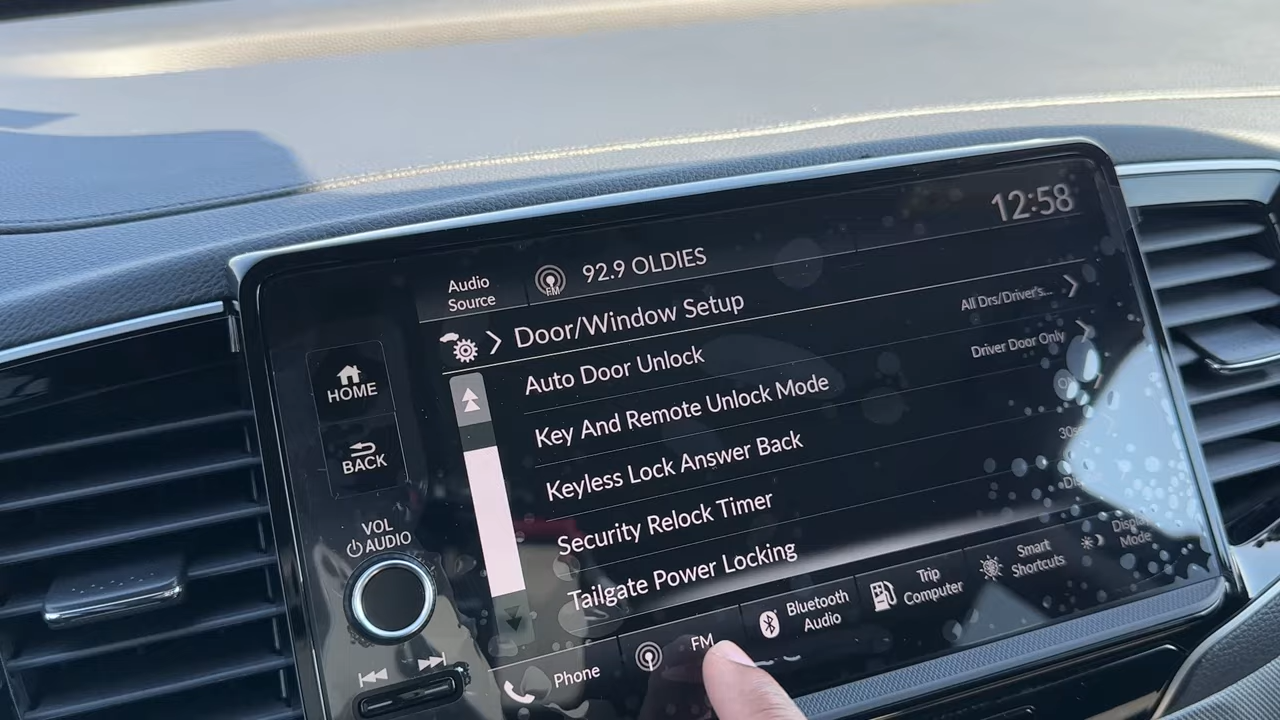 12:58
Audio
Source
FM
92.9 OLDIES
Door/Window Setup
Auto Door Unlock
All Drs/Driver's...
Key And Remote Unlock Mode
Driver Door Only
Keyless Lock Answer Back
Security Relock Timer
Tailgate Power Locking
HOME
BACK
VOL
AUDIO
Phone
FM
Bluetooth
Audio
Trip
Computer
Smart
Shortcuts
Display
Mode